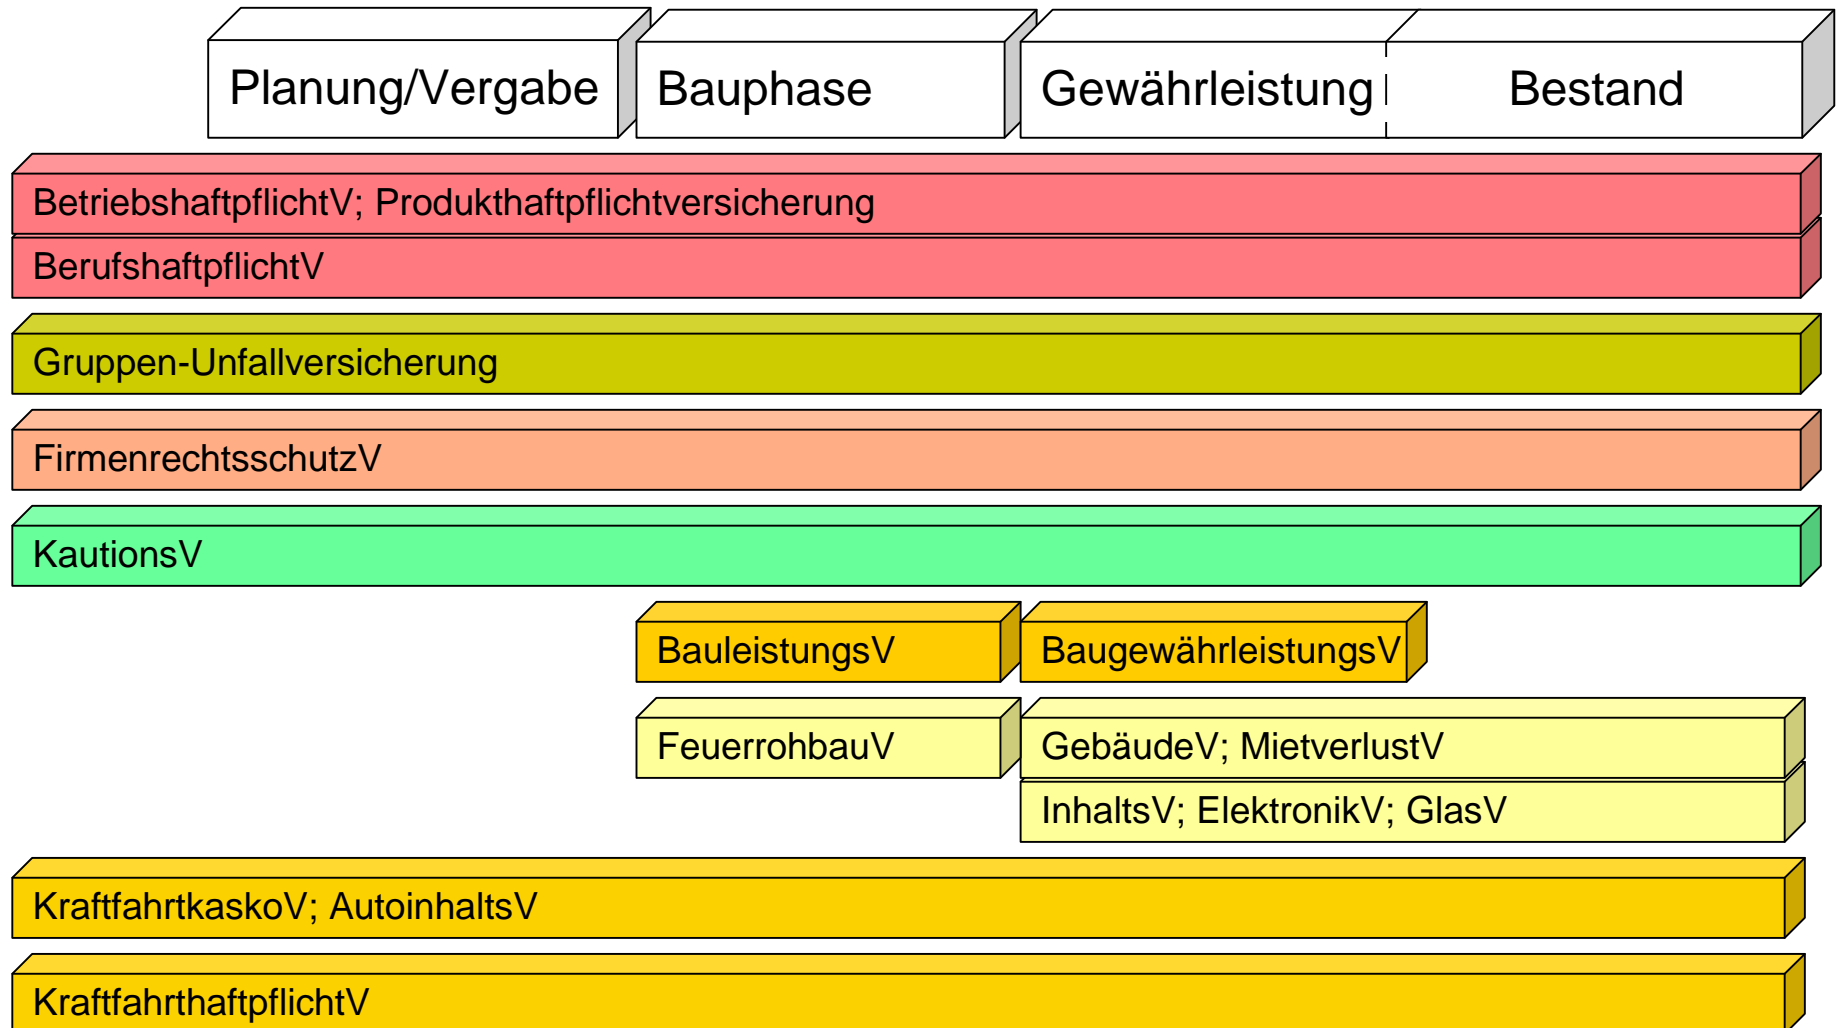 Planung/Vergabe Bauphase Gewährleistung Bestand
BetriebshaftpflichtV; Produkthaftpflichtversicherung
BerufshaftpflichtV
Gruppen-Unfallversicherung
FirmenrechtsschutzV
KautionsV
BauleistungsV BaugewährleistungsV
FeuerrohbauV GebäudeV; MietverlustV
InhaltsV; ElektronikV; GlasV
KraftfahrtkaskoV; AutoinhaltsV
KraftfahrthaftpflichtV